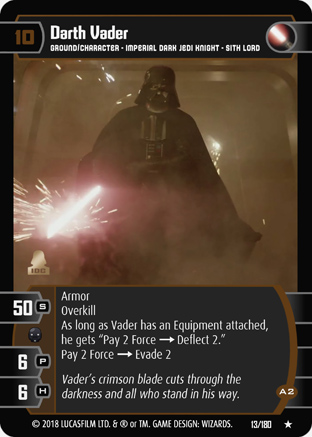 10
Darth Vader
GROUND/CHARACTER - IMPERIAL DARK JEDI KNIGHT - SITH LORD
50 S
Armor
Overkill
As long as Vader has an Equipment attached,
he gets “Pay 2 Force → Deflect 2.”
6 P
Pay 2 Force → Evade 2
6 H
Vader's crimson blade cuts through the
darkness and all who stand in his way.
A2
© 2018 LUCASFILM LTD. & ® or TM. GAME DESIGN: WIZARDS.
13/180